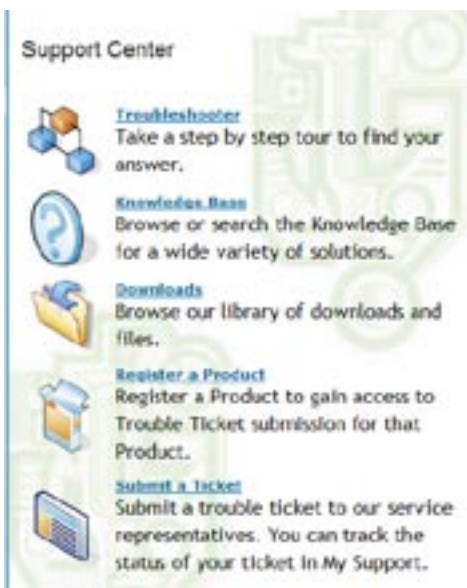 Support Center
Troubleshooter
Take a step by step tour to find your
answer.
Knowledge Base
Browse or search the Knowledge Base
for a wide variety of solutions.
Downloads
Browse our library of downloads and
files.
Register a Product
Register a Product to gain access to
Trouble Ticket submission for that
Product.
Submit a Ticket
Submit a trouble ticket to our service
representatives. You can track the
status of your ticket in My Support.